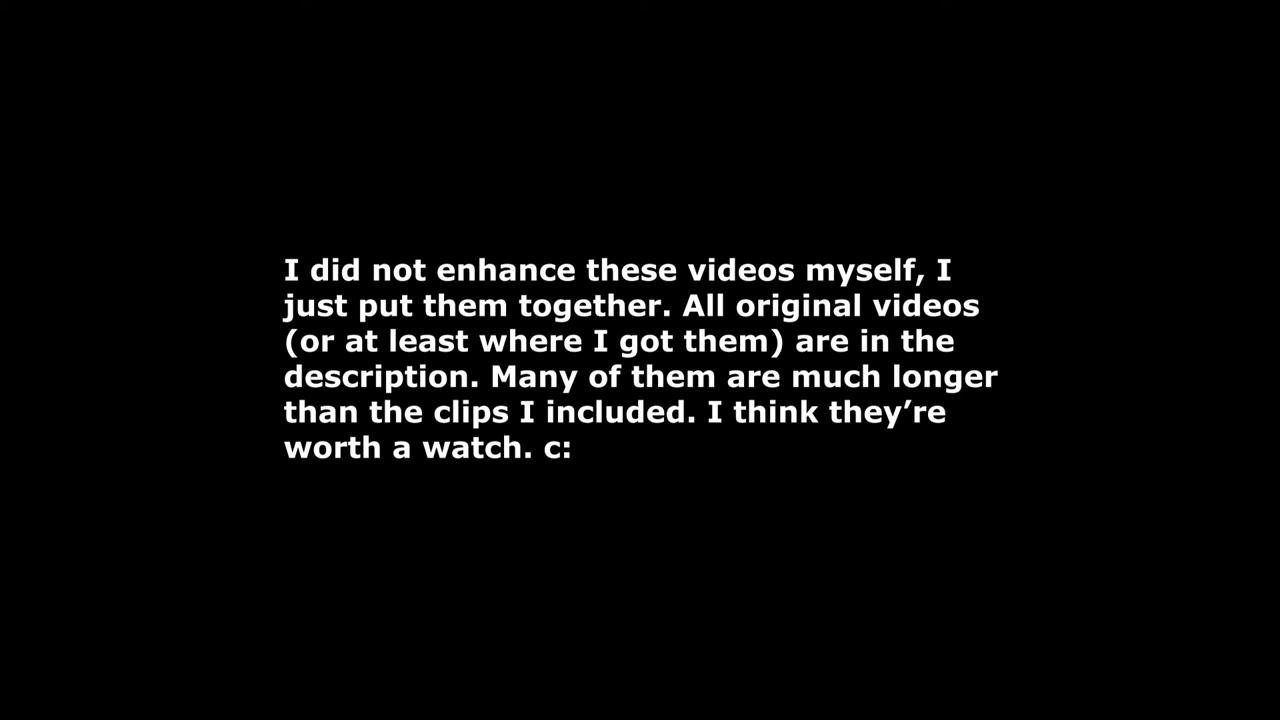 I did not enhance these videos myself, I
just put them together. All original videos
(or at least where I got them) are in the
description. Many of them are much longer
than the clips I included. I think they’re
worth a watch. c: